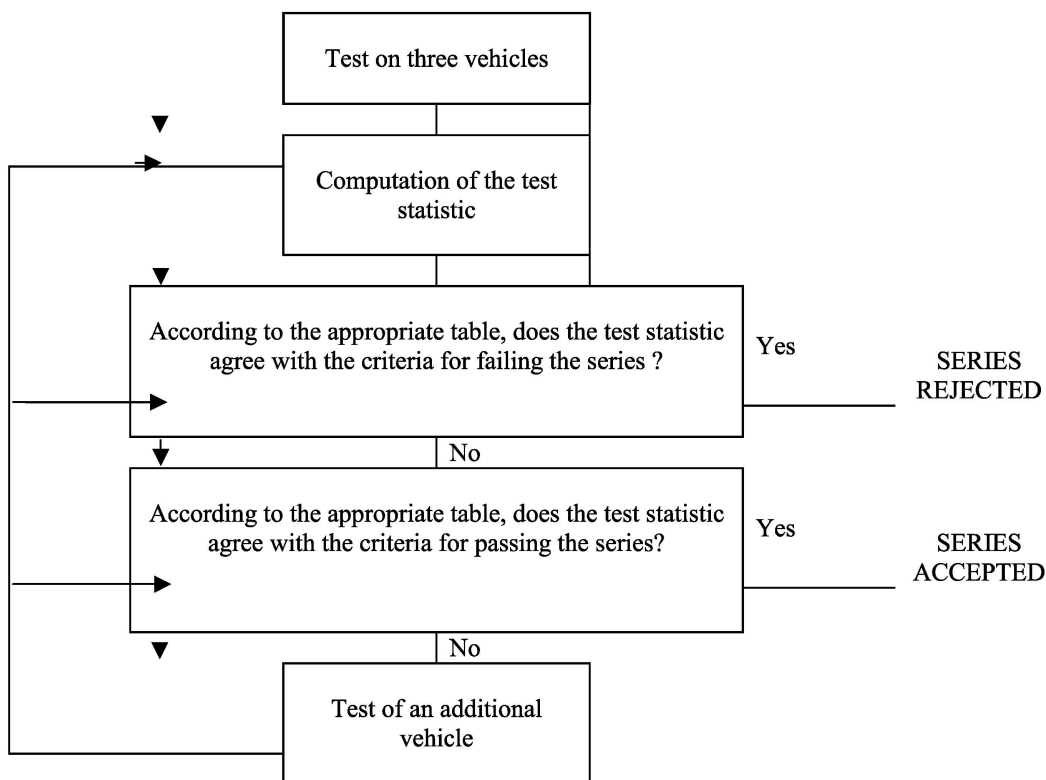 Test on three vehicles
Computation of the test
statistic
According to the appropriate table, does the test statistic
agree with the criteria for failing the series ?
Yes
SERIES
REJECTED
No
According to the appropriate table, does the test statistic
agree with the criteria for passing the series?
Yes
SERIES
ACCEPTED
No
Test of an additional
vehicle